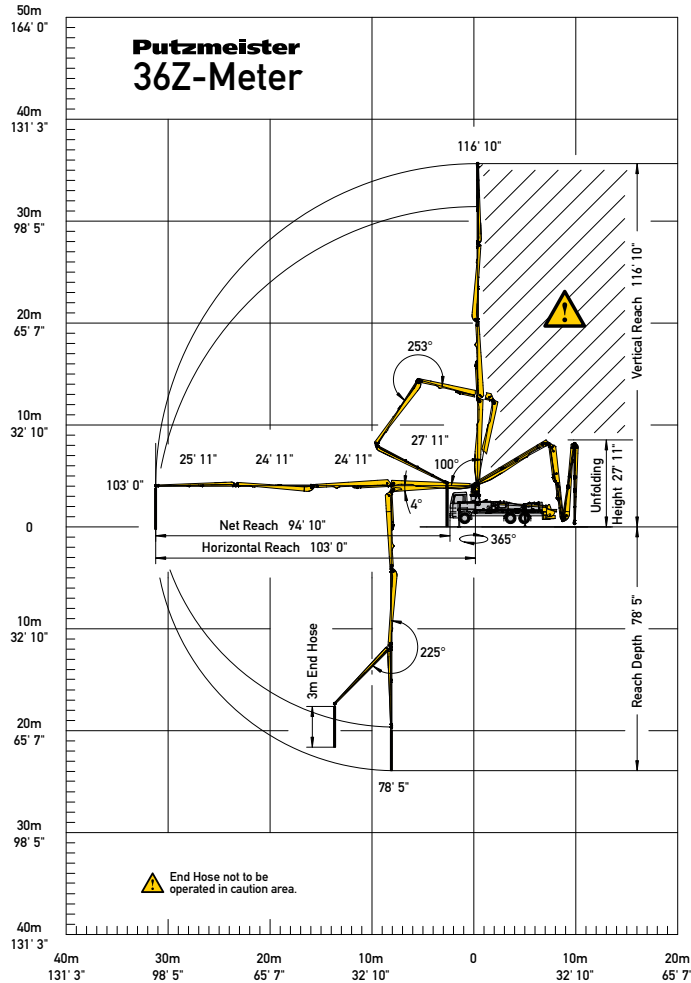 50m
164' 0"
Putzmeister
36Z-Meter
40m
131' 3"
116' 10"
30m
98' 5"
Vertical Reach 116' 10"
20m
65' 7"
253°
10m
32' 10"
27' 11"
25' 11"
24' 11"
24' 11"
100°
Unfolding
Height 27' 11"
103' 0"
4°
0
Net Reach 94' 10"
365°
Horizontal Reach 103' 0"
10m
32' 10"
225°
3m End Hose
Reach Depth 78' 5"
20m
65' 7"
78' 5"
30m
98' 5"
End Hose not to be
operated in caution area.
40m
131' 3"
40m
30m
20m
10m
0
10m
20m
131' 3"
98' 5"
65' 7"
32' 10"
32' 10"
65' 7"